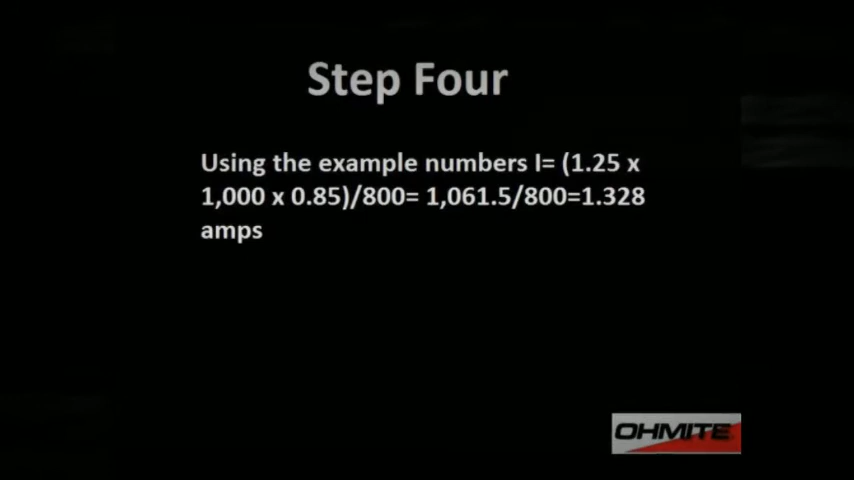 Step Four
Using the example numbers I= (1.25 x
1,000 x 0.85)/800= 1,061.5/800=1.328
amps
OHMITE